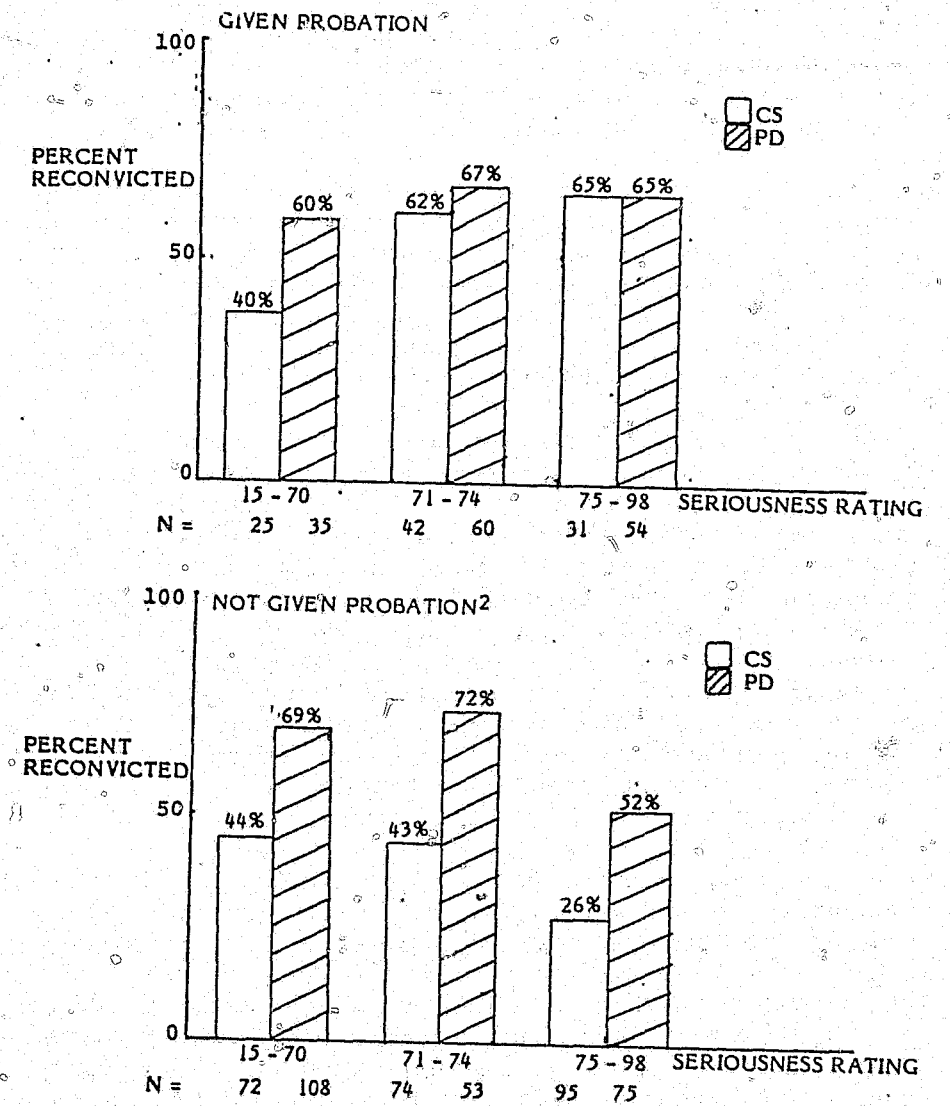 GIVEN PROBATION
100
CS
PD
PERCENT
RECONVICTED
67%
65% 65%
60%
62%
50
40%
0
15 - 70 71 - 74 75 - 98 SERIOUSNESS RATING
N = 25 35 42 60 31 54
100 NOT GIVEN PROBATION2
CS
PD
72%
69%
PERCENT
RECONVICTED
52%
50
44% 43%
26%
0
15 - 70 71 - 74 75 - 98 SERIOUSNESS RATING
N = 72 108 74 53 95 75